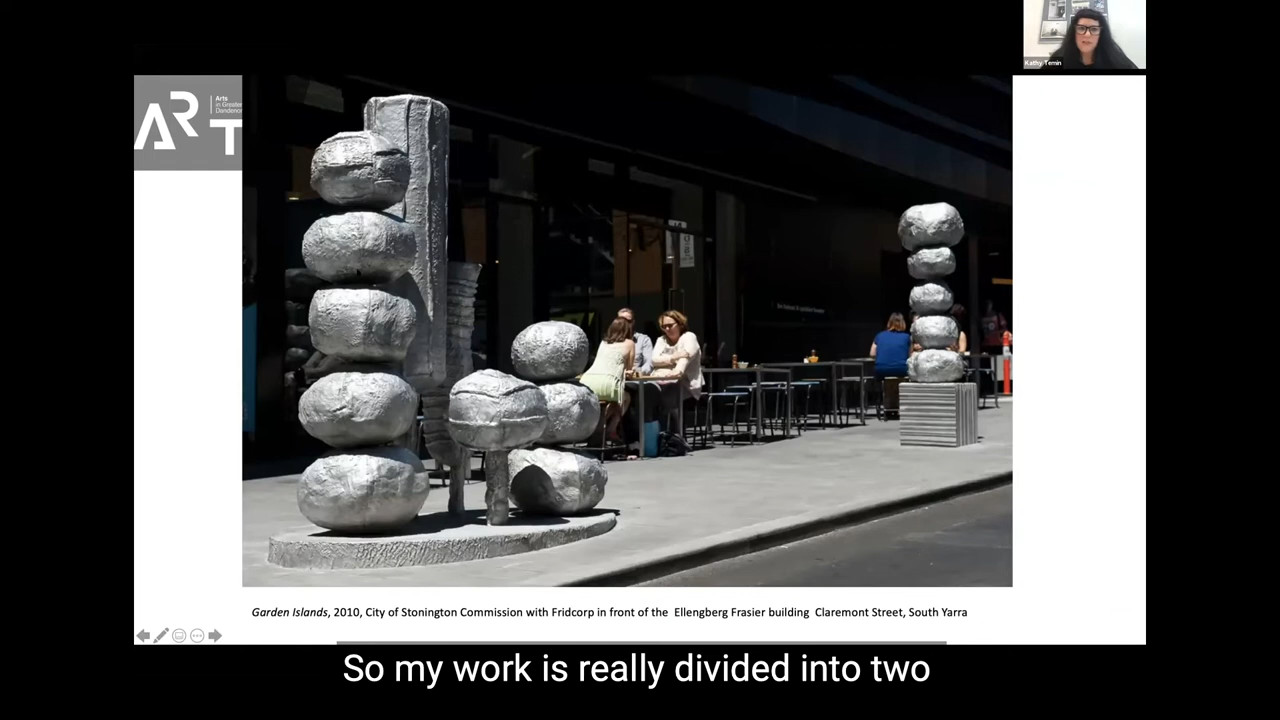 Kathy Temin
ART
Arts
in Greater
Dandenong
Garden Islands, 2010, City of Stonington Commission with Fridcorp in front of the Ellengberg Frasier building Claremont Street, South Yarra
So my work is really divided into two